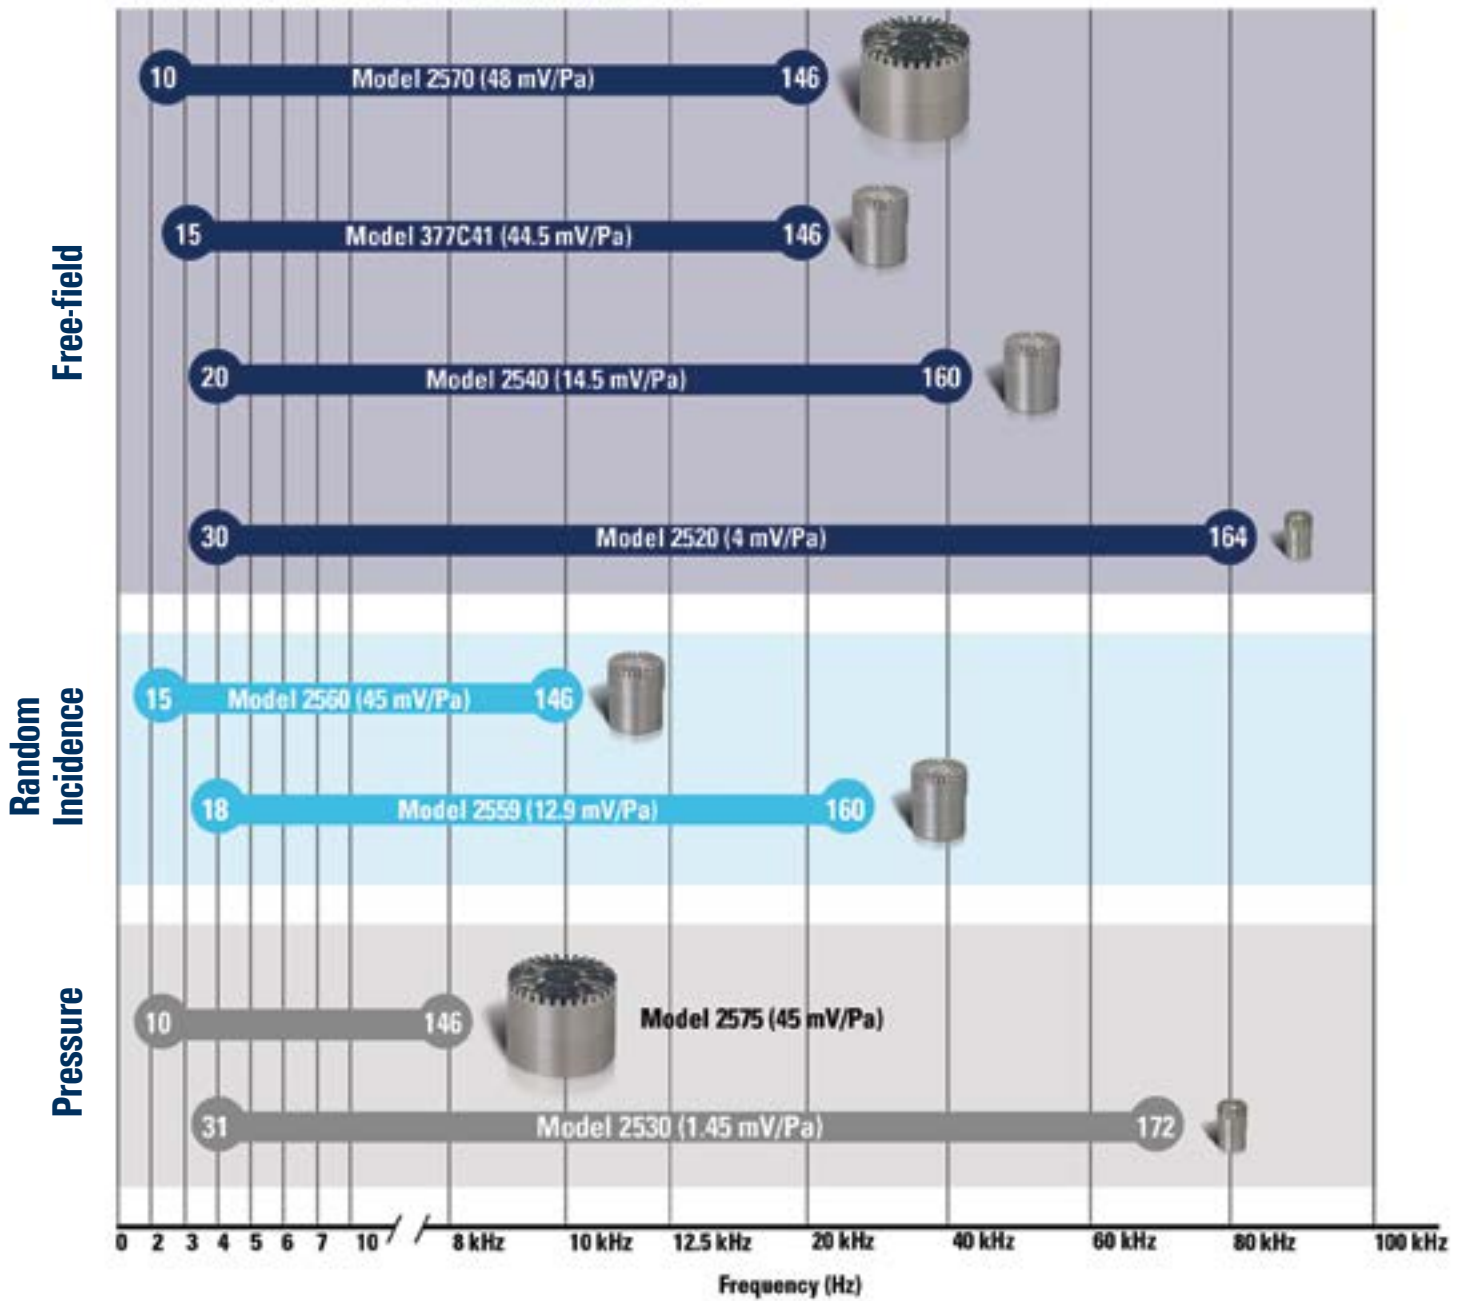 Free-field
10 Model 2570 (48 mV/Pa) 146
15 Model 377C41 (44.5 mV/Pa) 146
20 Model 2540 (14.5 mV/Pa) 160
30 Model 2520 (4 mV/Pa) 164
Random
Incidence
15 Model 2560 (45 mV/Pa) 146
18 Model 2559 (12.9 mV/Pa) 160
Pressure
10 146 Model 2575 (45 mV/Pa)
31 Model 2530 (1.45 mV/Pa) 172
0 2 3 4 5 6 7 10 8 kHz 10 kHz 12.5 kHz 20 kHz 40 kHz 60 kHz 80 kHz 100 kHz
Frequency (Hz)